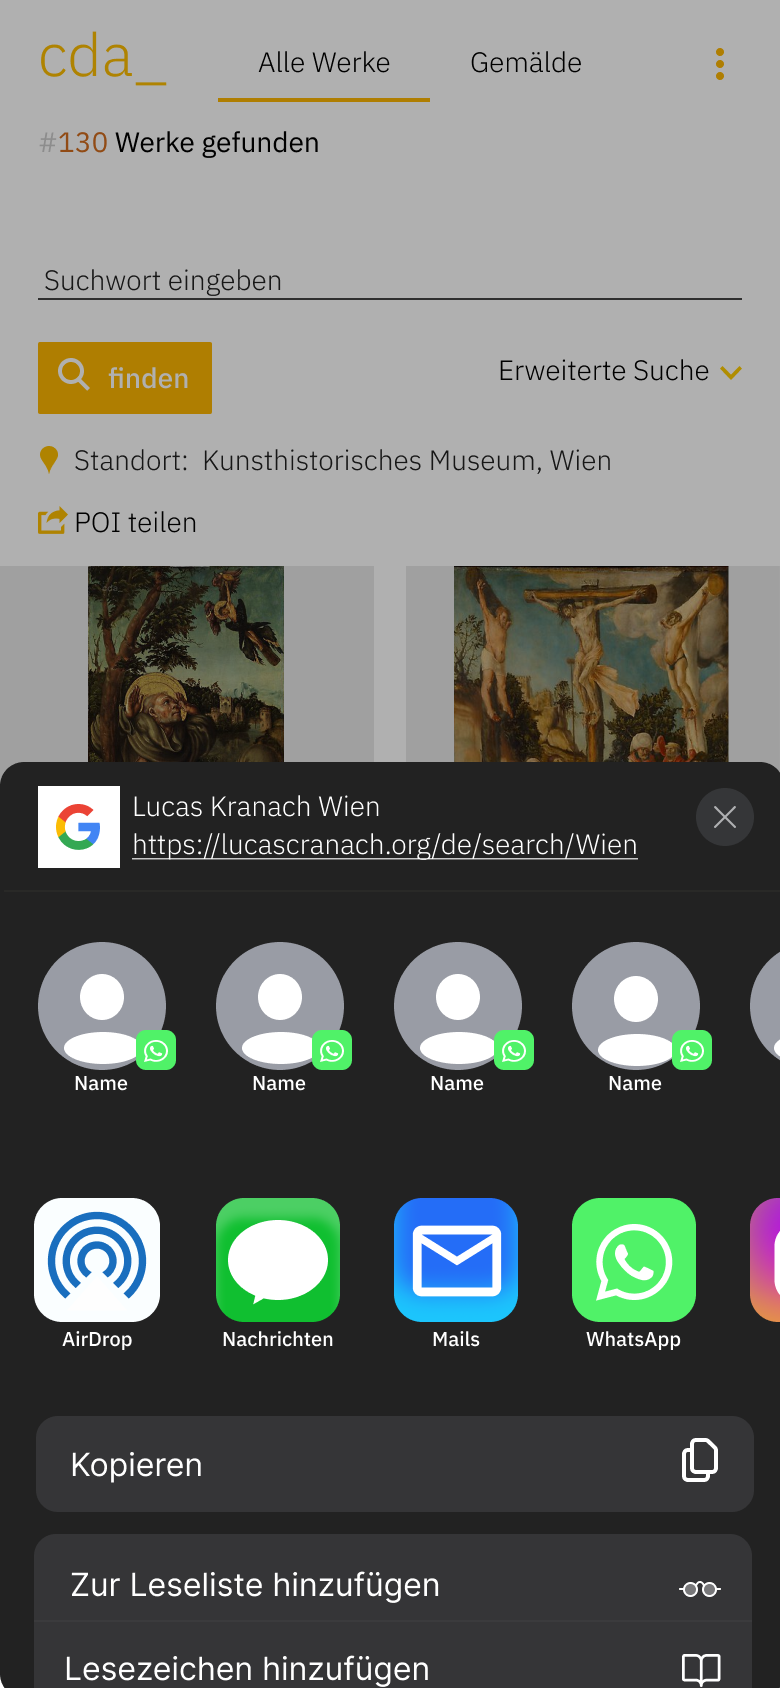 cda_
Alle Werke
Gemälde
#130 Werke gefunden
Suchwort eingeben
finden
Erweiterte Suche
Standort: Kunsthistorisches Museum, Wien
POI teilen
Lucas Kranach Wien
https://lucascranach.org/de/search/Wien
Name
Name
Name
Name
AirDrop
Nachrichten
Mails
WhatsApp
Kopieren
Zur Leseliste hinzufügen
Lesezeichen hinzufügen